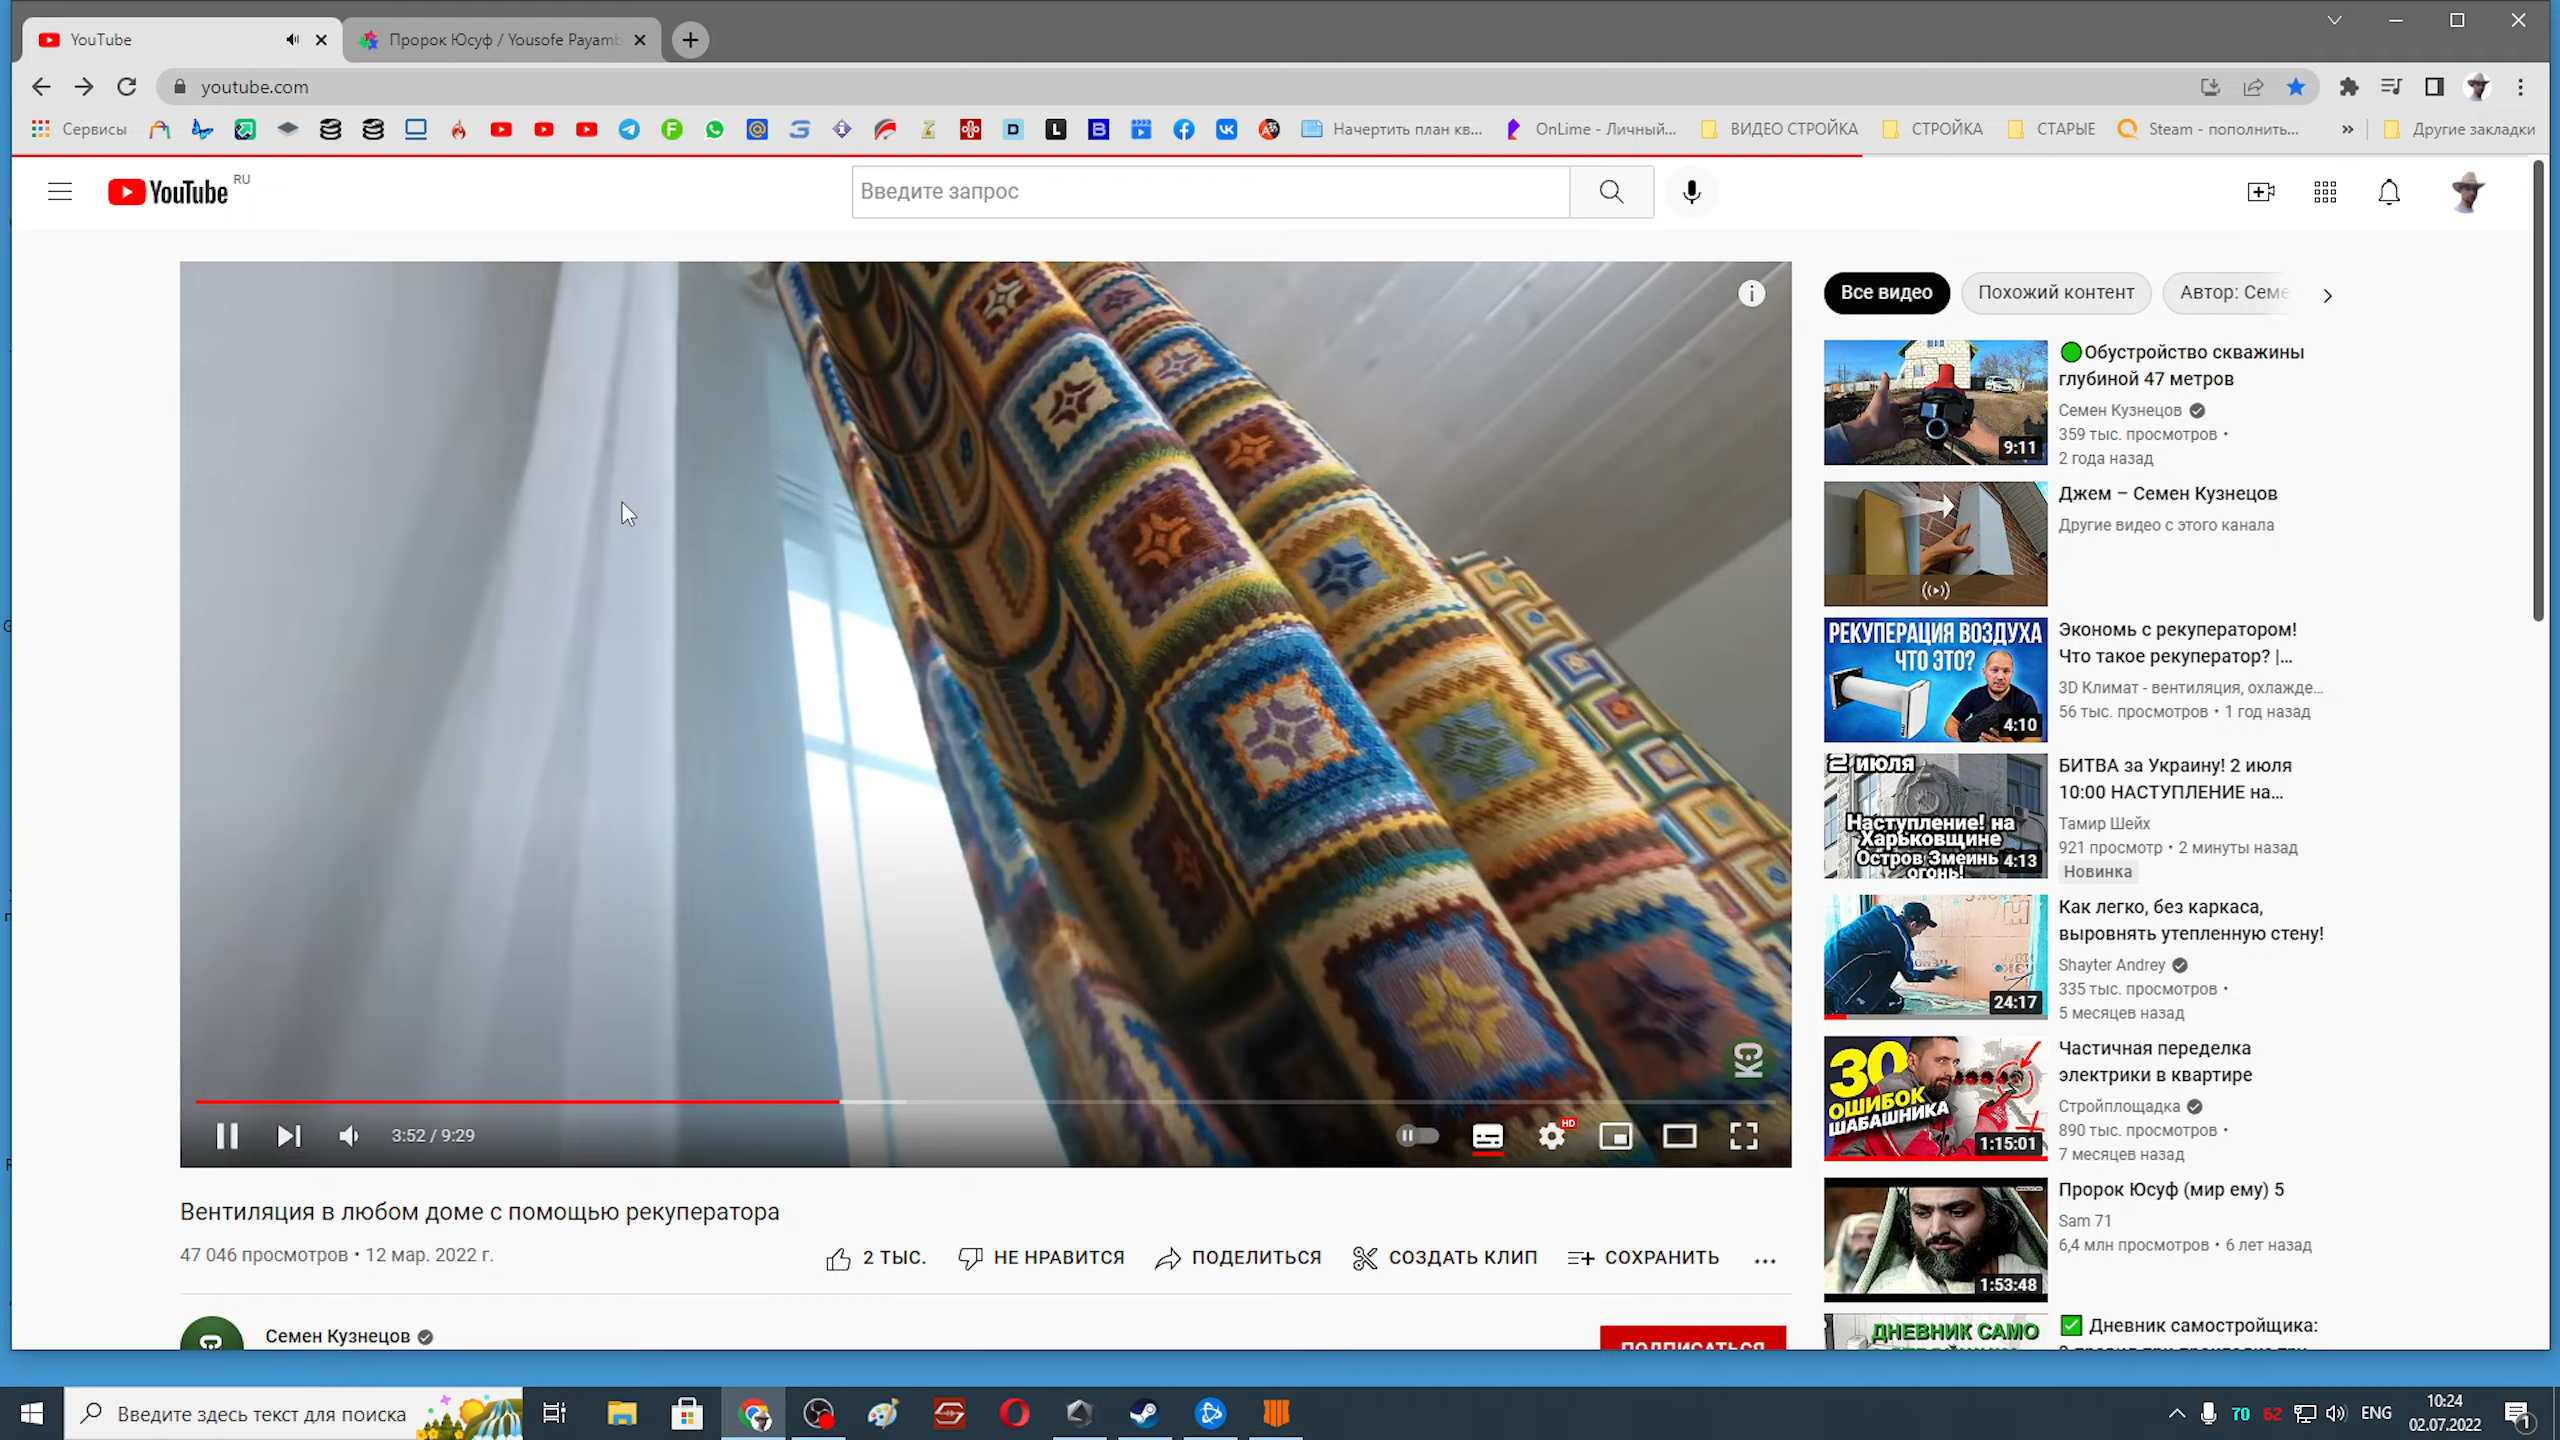 YouTube
Пророк Юсуф / Yousofe Payamb
youtube.com
Сервисы
Начертить план кв...
OnLime - Личный...
ВИДЕО СТРОЙКА
СТРОЙКА
СТАРЫЕ
Steam - пополнить...
»
Другие закладки
YouTube RU
Введите запрос
Все видео
Похожий контент
Автор: Семе
9:11
Обустройство скважины
глубиной 47 метров
Семен Кузнецов
359 тыс. просмотров •
2 года назад
Джем – Семен Кузнецов
Другие видео с этого канала
РЕКУПЕРАЦИЯ ВОЗДУХА
ЧТО ЭТО?
4:10
Экономь с рекуператором!
Что такое рекуператор? |...
3D Климат - вентиляция, охлажде...
56 тыс. просмотров • 1 год назад
2 июля
Наступление! на
Харьковщине
Остров Змеинь
огонь!
4:13
БИТВА за Украину! 2 июля
10:00 НАСТУПЛЕНИЕ на...
Тамир Шейх
921 просмотр • 2 минуты назад
Новинка
24:17
Как легко, без каркаса,
выровнять утепленную стену!
Shayter Andrey
335 тыс. просмотров •
5 месяцев назад
30
ОШИБОК
ШАБАШНИКА
1:15:01
Частичная переделка
электрики в квартире
Стройплощадка
890 тыс. просмотров •
7 месяцев назад
1:53:48
Пророк Юсуф (мир ему) 5
Sam 71
6,4 млн просмотров • 6 лет назад
ДНЕВНИК САМО
Дневник самостройщика:
3:52 / 9:29
HD
Вентиляция в любом доме с помощью рекуператора
47 046 просмотров • 12 мар. 2022 г.
2 ТЫС.
НЕ НРАВИТСЯ
ПОДЕЛИТЬСЯ
СОЗДАТЬ КЛИП
СОХРАНИТЬ
Семен Кузнецов
ПОДПИСАТЬСЯ
Введите здесь текст для поиска
70
62
ENG
10:24
02.07.2022
1